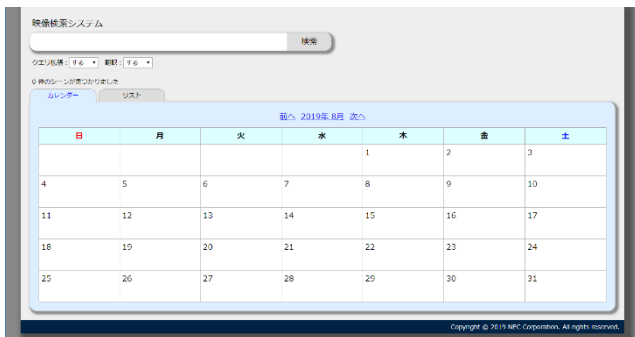 映像検索システム
検索
クエリ拡張：する 翻訳：する
0 件のシーンが見つかりました
カレンダー リスト
前へ 2019年 8月 次へ
日 月 火 水 木 金 土
1 2 3
4 5 6 7 8 9 10
11 12 13 14 15 16 17
18 19 20 21 22 23 24
25 26 27 28 29 30 31
Copyright © 2019 NEC Corporation. All rights reserved.